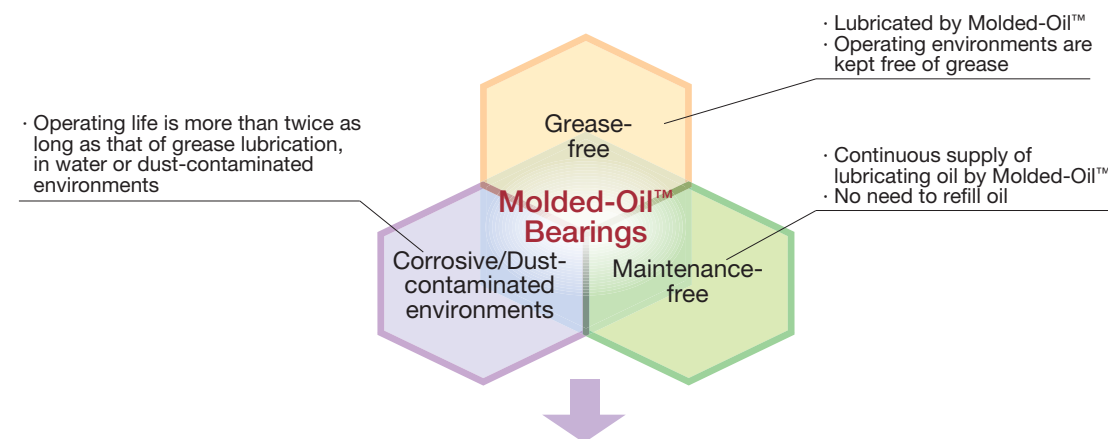 · Lubricated by Molded-Oil™
· Operating environments are
kept free of grease
Grease-
free
· Operating life is more than twice as
long as that of grease lubrication,
in water or dust-contaminated
environments
· Continuous supply of
lubricating oil by Molded-Oil™
· No need to refill oil
Molded-Oil™
Bearings
Corrosive/Dust-
contaminated
environments
Maintenance-
free